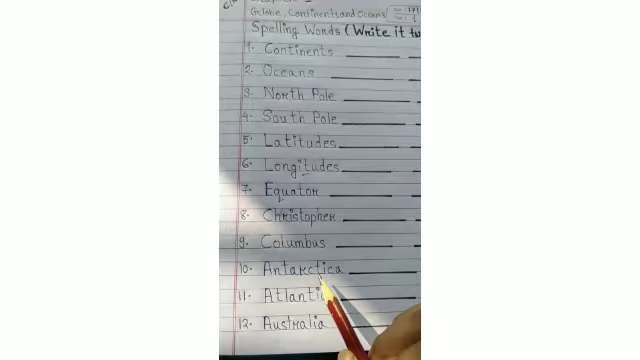 Globe, Continents and Oceans
Spelling Words (Write it
1. Continents
2. Oceans
3. North Pole
4. South Pole
5. Latitudes
6. Longitudes
7. Equator
8. Christopher
9. Columbus
10. Antarctica
11. Atlanti
12. Australia